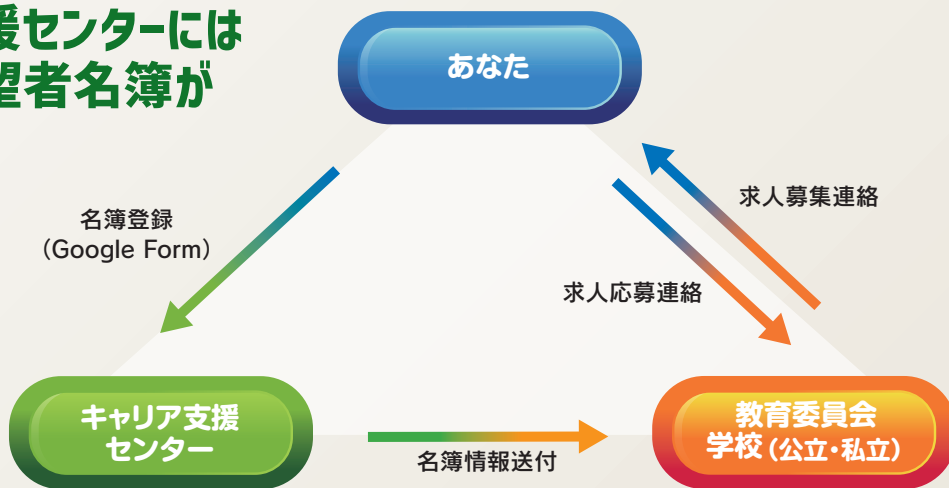 援センターには
望者名簿が
あなた
名簿登録
（Google Form）
求人募集連絡
求人応募連絡
キャリア支援
センター
名簿情報送付
教育委員会
学校（公立・私立）